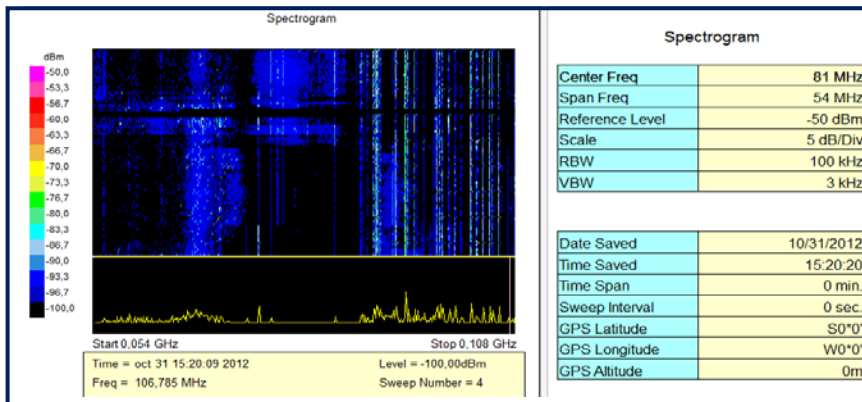 Spectrogram
dBm
-50,0
-53,3
-56,7
-60,0
-63,3
-66,7
-70,0
-73,3
-76,7
-80,0
-83,3
-86,7
-90,0
-93,3
-96,7
-100,0
Start 0,054 GHz Stop 0,108 GHz
Time = oct 31 15:20:09 2012 Level = -100,00dBm
Freq = 106,785 MHz Sweep Number = 4
Spectrogram
Center Freq 81 MHz
Span Freq 54 MHz
Reference Level -50 dBm
Scale 5 dB/Div
RBW 100 kHz
VBW 3 kHz
Date Saved 10/31/2012
Time Saved 15:20:20
Time Span 0 min.
Sweep Interval 0 sec.
GPS Latitude S0°0'
GPS Longitude W0°0'
GPS Altitude 0m